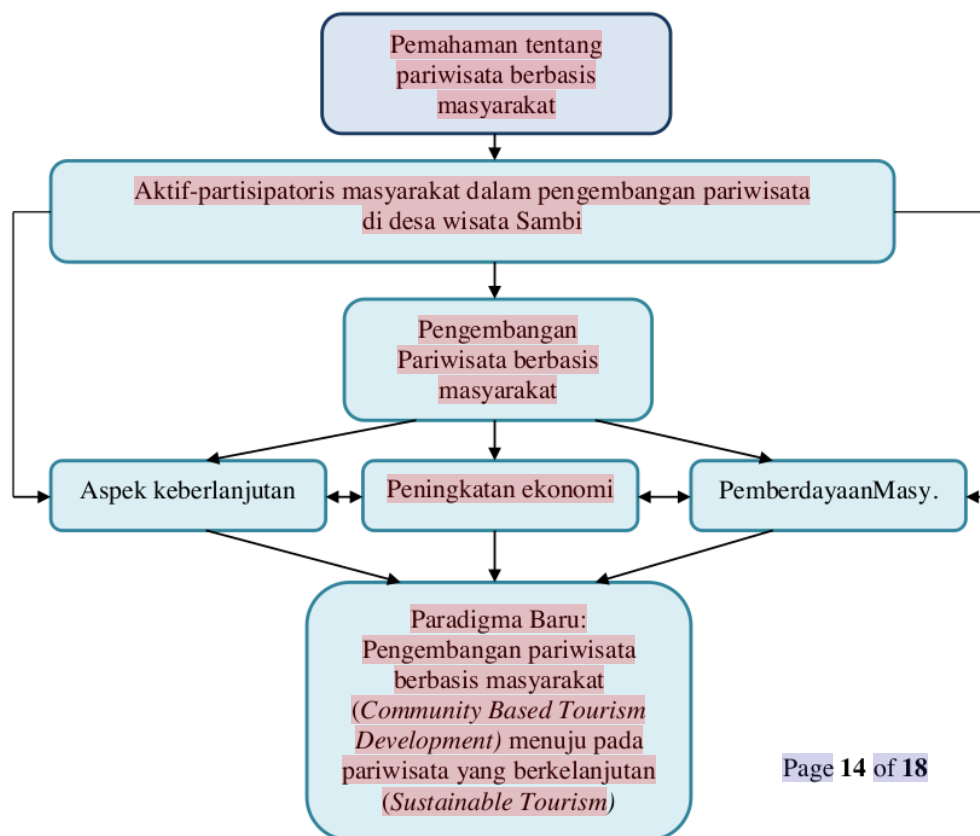 Pemahaman tentang
pariwisata berbasis
masyarakat
Aktif-partisipatoris masyarakat dalam pengembangan pariwisata
di desa wisata Sambi
Pengembangan
Pariwisata berbasis
masyarakat
Aspek keberlanjutan
Peningkatan ekonomi
PemberdayaanMasy.
Paradigma Baru:
Pengembangan pariwisata
berbasis masyarakat
(Community Based Tourism
Development) menuju pada
pariwisata yang berkelanjutan
(Sustainable Tourism)
Page 14 of 18